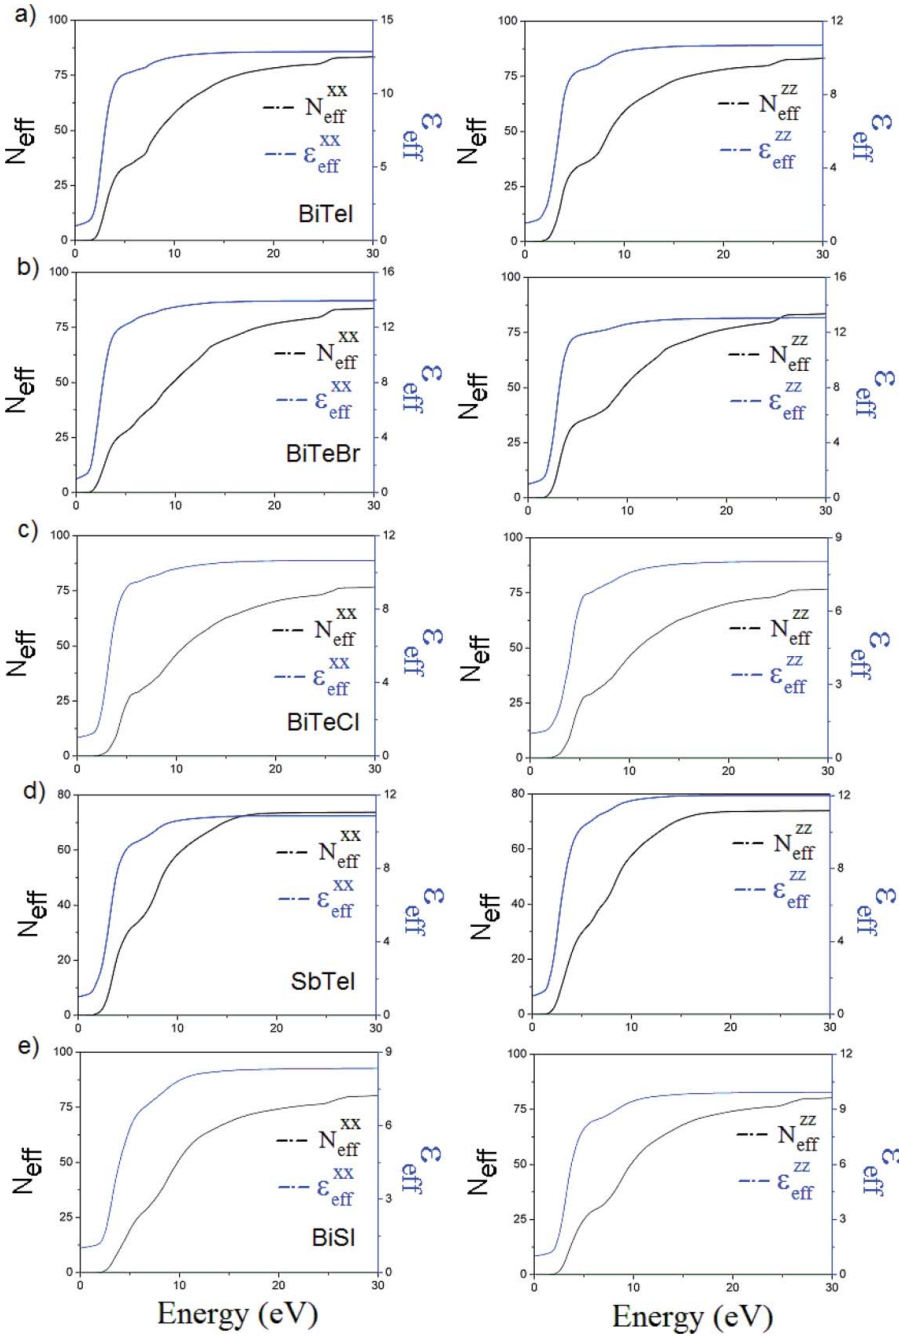 a)
100
75
50
25
0
N_eff
15
10
5
0
ε_eff
N_eff^xx
ε_eff^xx
BiTeI
0 10 20 30
100
75
50
25
0
N_eff
12
8
4
0
ε_eff
N_eff^zz
ε_eff^zz
0 10 20 30
b)
100
75
50
25
0
N_eff
16
12
8
4
0
ε_eff
N_eff^xx
ε_eff^xx
BiTeBr
0 10 20 30
100
75
50
25
0
N_eff
16
12
8
4
0
ε_eff
N_eff^zz
ε_eff^zz
0 10 20 30
c)
100
75
50
25
0
N_eff
12
8
4
0
ε_eff
N_eff^xx
ε_eff^xx
BiTeCl
0 10 20 30
100
75
50
25
0
N_eff
9
6
3
0
ε_eff
N_eff^zz
ε_eff^zz
0 10 20 30
d)
80
60
40
20
0
N_eff
12
8
4
0
ε_eff
N_eff^xx
ε_eff^xx
SbTeI
0 10 20 30
80
60
40
20
0
N_eff
12
8
4
0
ε_eff
N_eff^zz
ε_eff^zz
0 10 20 30
e)
100
75
50
25
0
N_eff
9
6
3
0
ε_eff
N_eff^xx
ε_eff^xx
BiSI
0 10 20 30
Energy (eV)
100
75
50
25
0
N_eff
12
9
6
3
0
ε_eff
N_eff^zz
ε_eff^zz
0 10 20 30
Energy (eV)